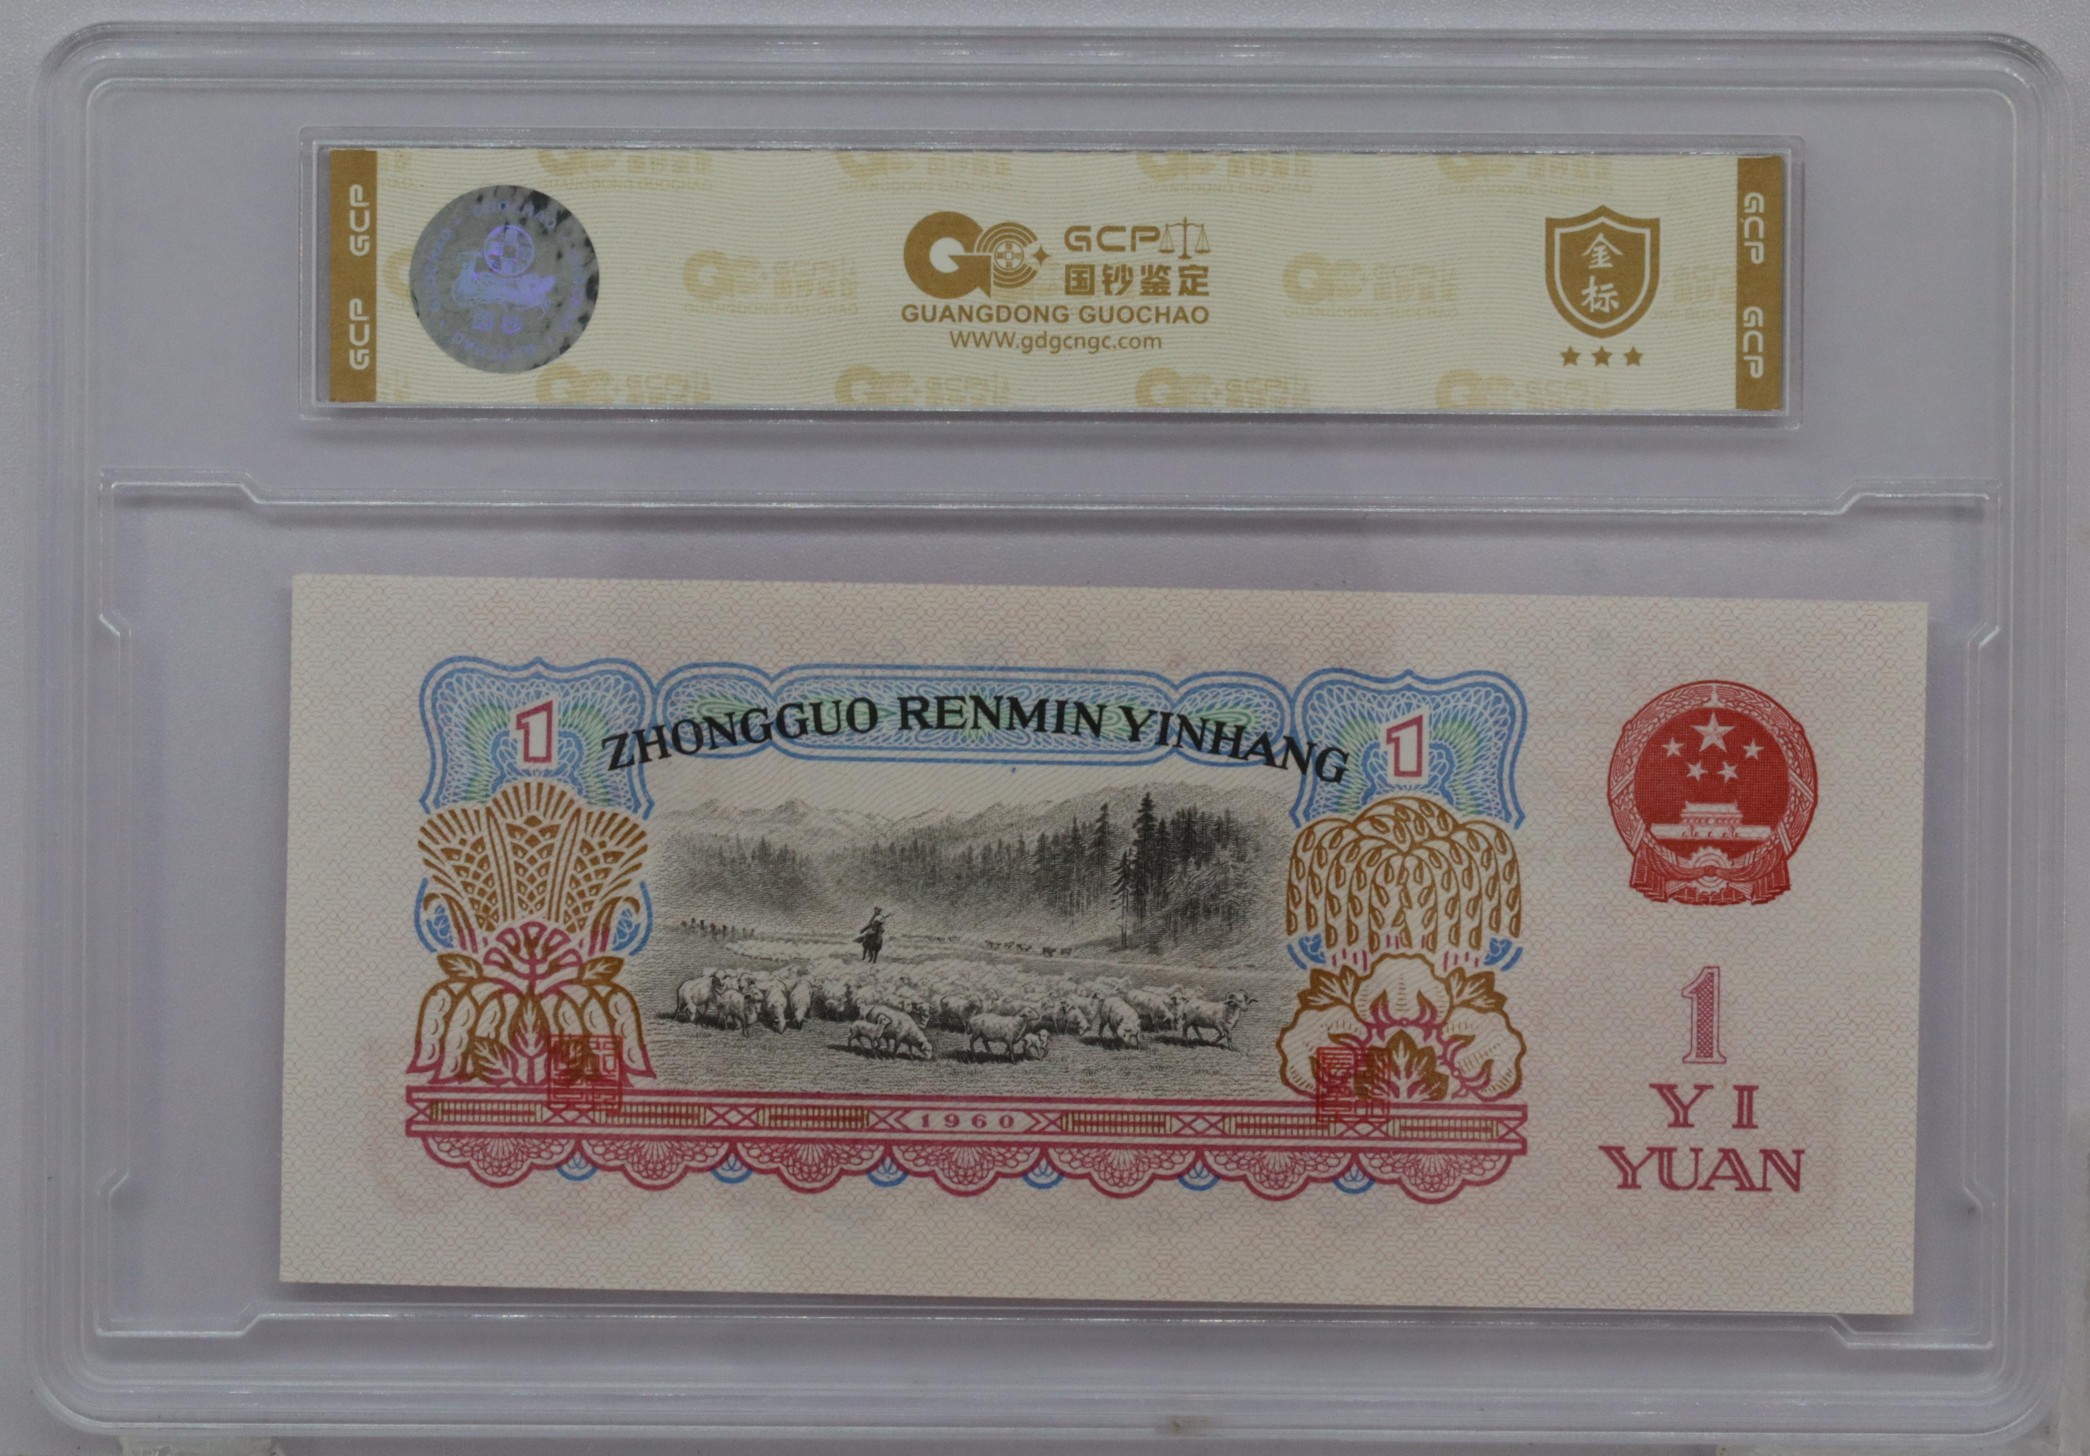 GCP
GCP
GCP
国钞鉴定
GUANGDONG GUOCHAO
WWW.gdgcngc.com
金标
GCP
GCP
ZHONGGUO RENMIN YINHANG
1
1
1960
1
YI
YUAN